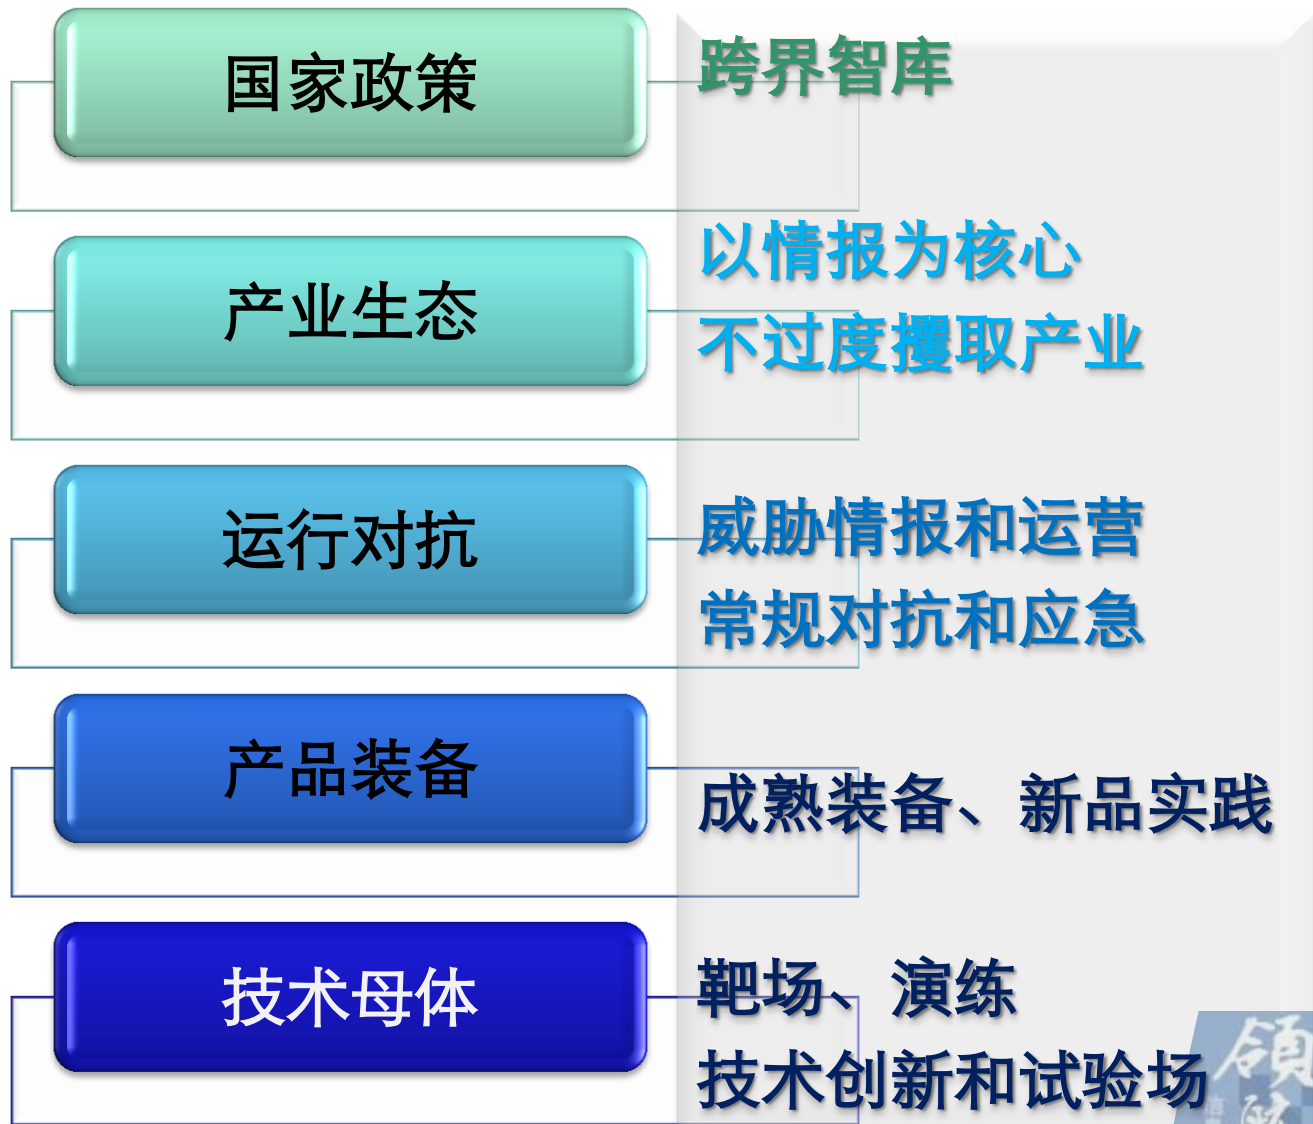 国家政策
跨界智库
产业生态
以情报为核心
不过度攫取产业
运行对抗
威胁情报和运营
常规对抗和应急
产品装备
成熟装备、新品实践
技术母体
靶场、演练
技术创新和试验场
領
信